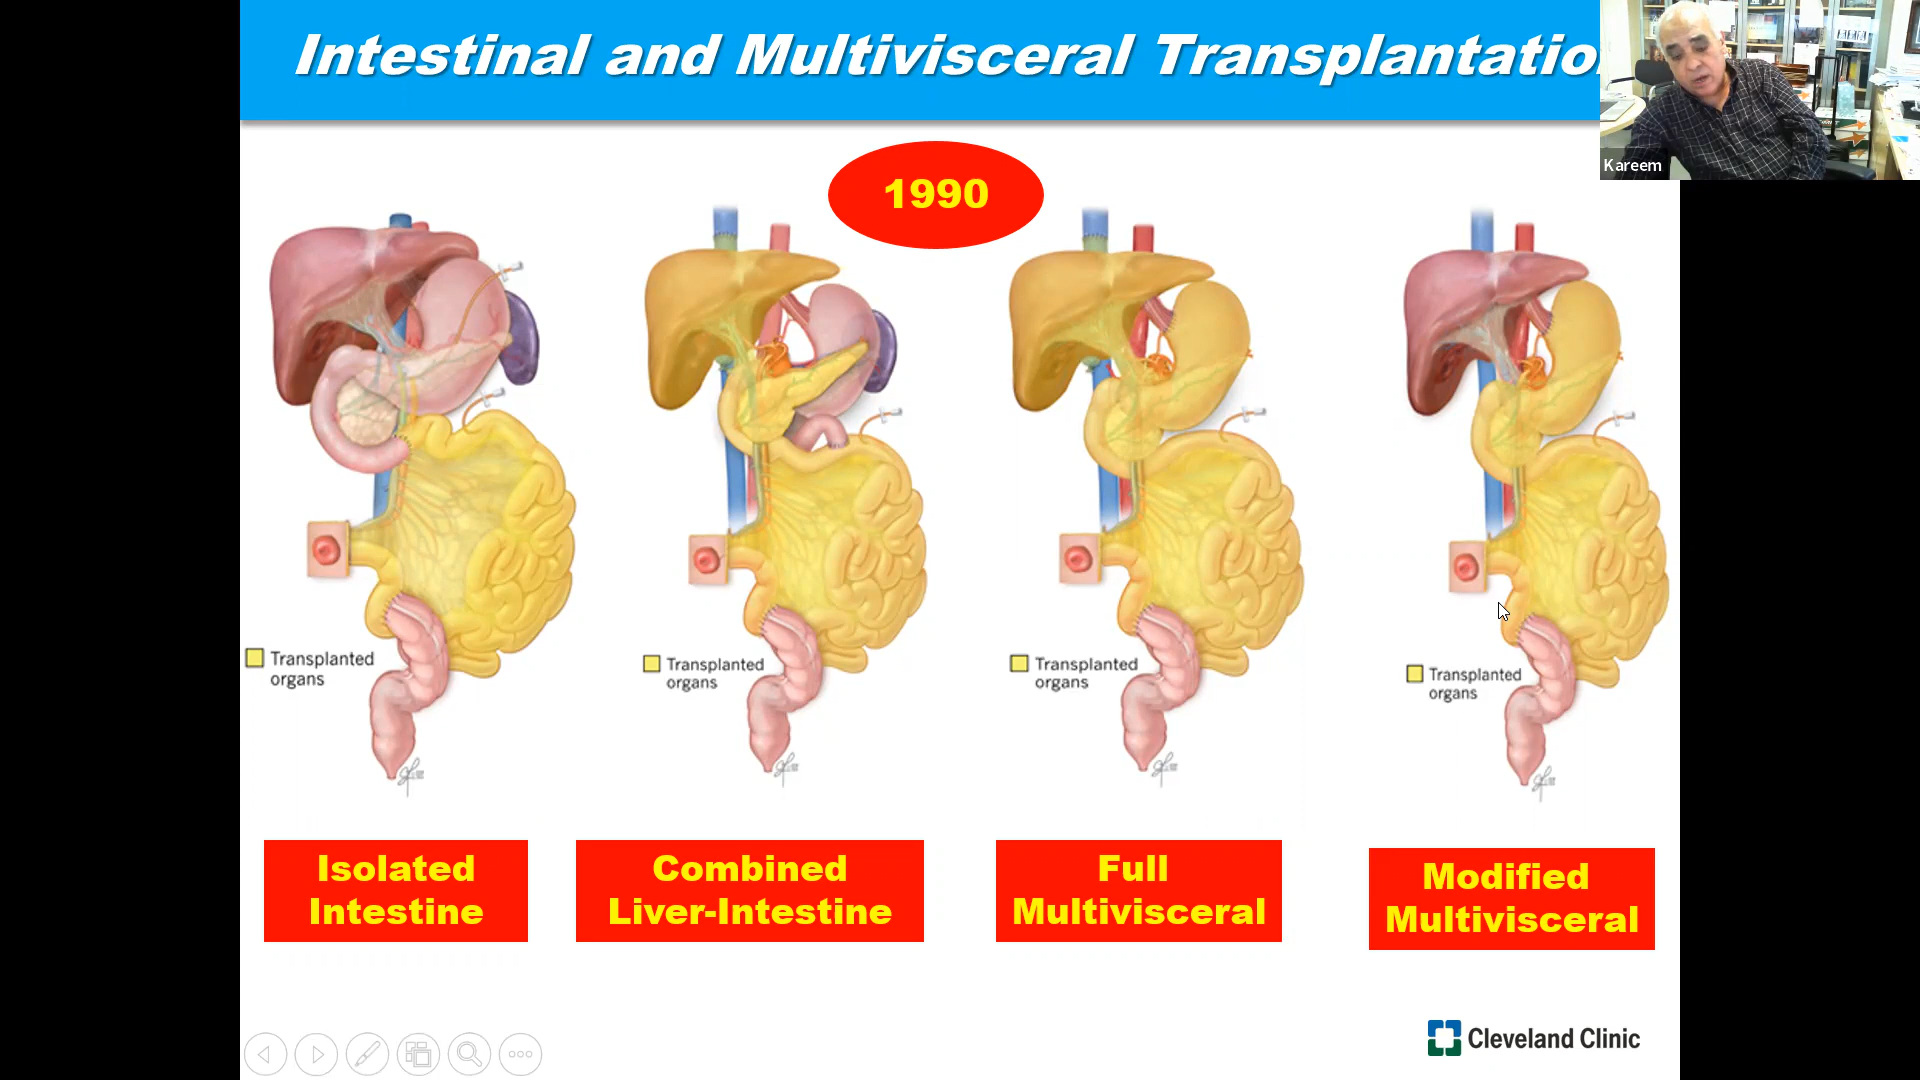 Intestinal and Multivisceral Transplantation
Kareem
1990
Transplanted
organs
Transplanted
organs
Transplanted
organs
Transplanted
organs
Isolated
Intestine
Combined
Liver-Intestine
Full
Multivisceral
Modified
Multivisceral
Cleveland Clinic